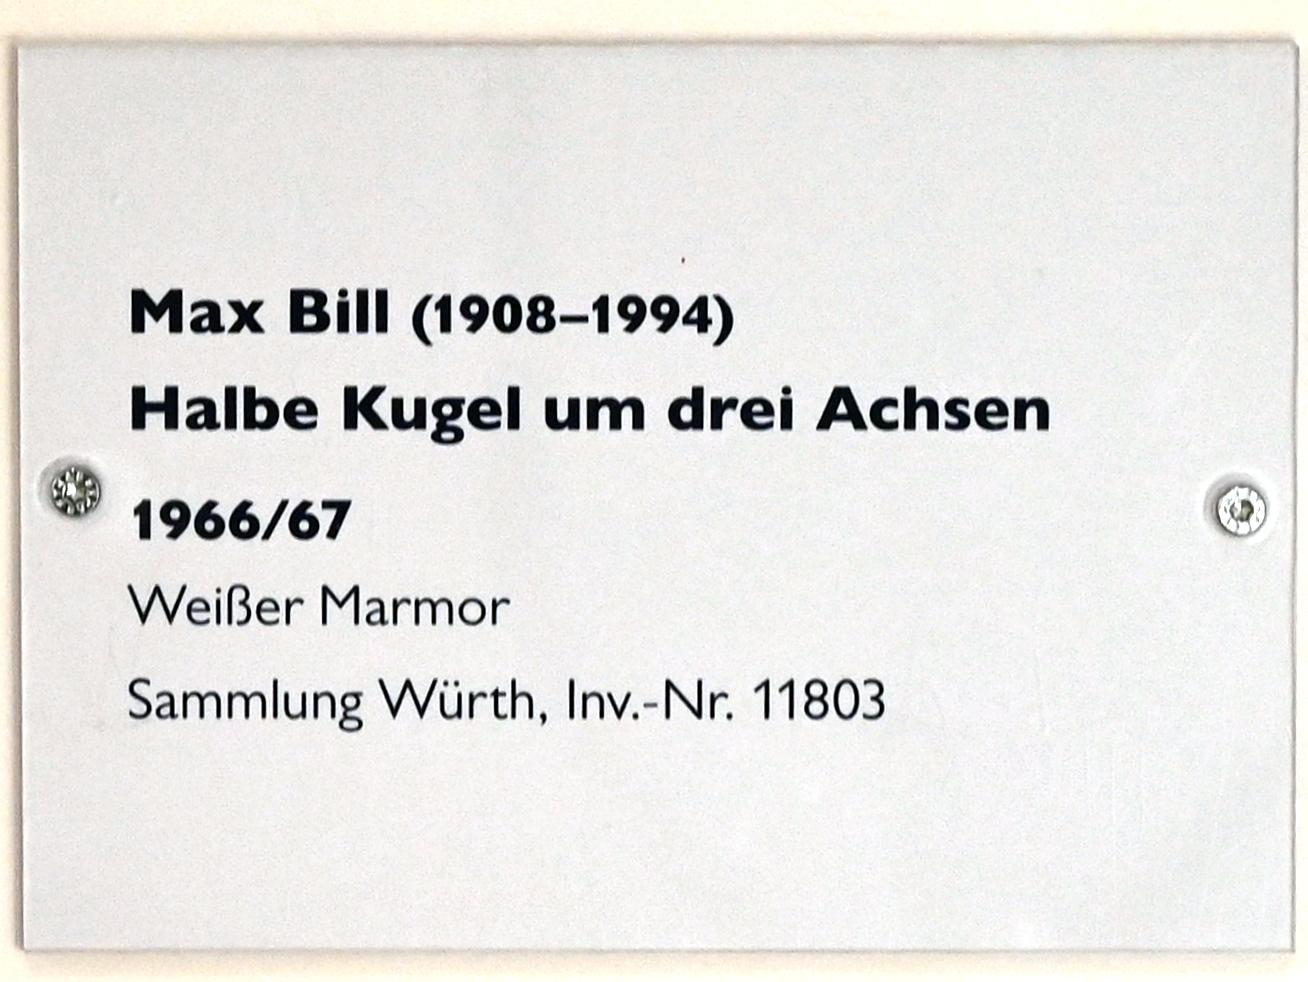 Max Bill (1908–1994)
Halbe Kugel um drei Achsen
1966/67
Weißer Marmor
Sammlung Würth, Inv.-Nr. 11803